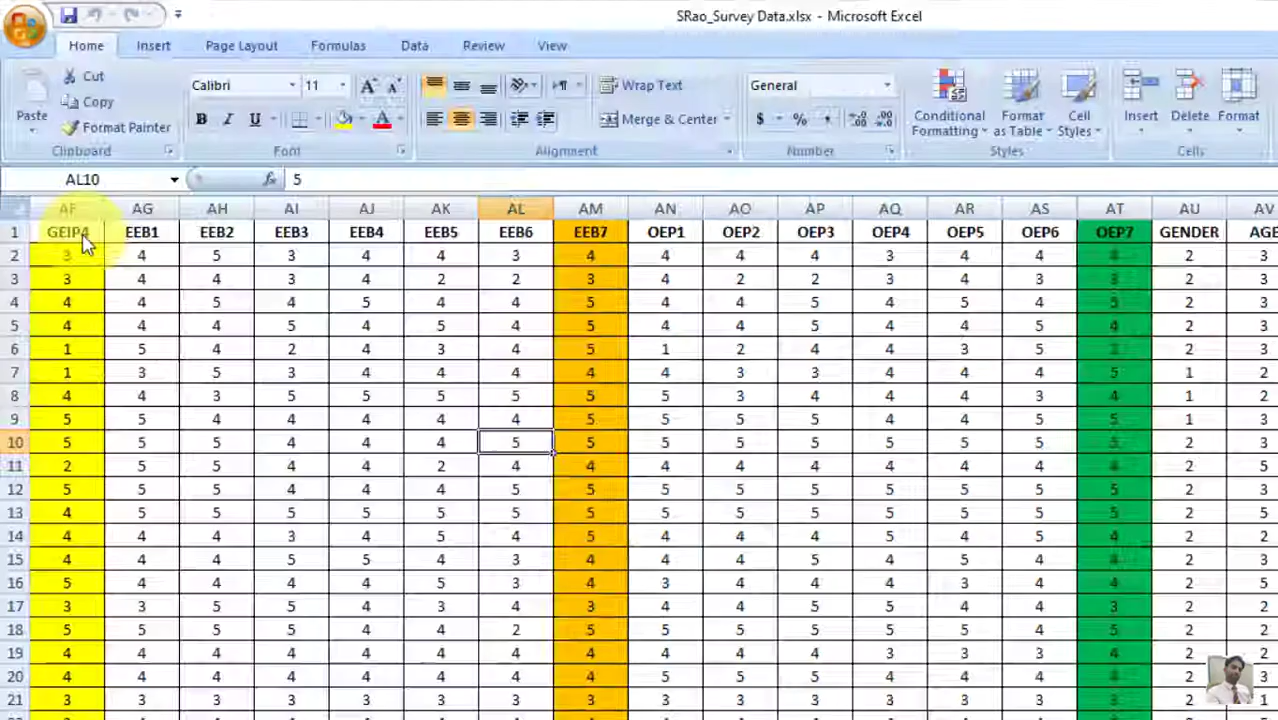 SRao_Survey Data.xlsx - Microsoft Excel
Home Insert Page Layout Formulas Data Review View
Cut
Copy
Format Painter
Paste
Clipboard
Calibri 11
B I U
Font
Wrap Text
Merge & Center
Alignment
General
$ % ,
Number
Conditional Formatting
Format as Table
Cell Styles
Styles
Insert Delete Format
Cells
AL10 fx 5
AF AG AH AI AJ AK AL AM AN AO AP AQ AR AS AT AU AV
1 GEIP4 EEB1 EEB2 EEB3 EEB4 EEB5 EEB6 EEB7 OEP1 OEP2 OEP3 OEP4 OEP5 OEP6 OEP7 GENDER AGE
2 3 4 5 3 4 4 3 4 4 4 4 3 4 4 2 3
3 3 4 4 3 4 2 2 3 4 2 2 3 4 3 3 2 3
4 4 4 5 4 5 4 4 5 4 4 5 4 5 4 5 2 3
5 4 4 4 5 4 5 4 5 4 4 5 4 4 5 4 2 3
6 1 5 4 2 4 3 4 5 1 2 4 4 3 5 2 3
7 1 3 5 3 4 4 4 4 4 3 3 4 4 4 5 1 2
8 4 4 3 5 5 5 5 5 5 3 4 4 4 3 4 1 2
9 5 5 4 4 4 4 4 5 5 5 4 4 4 5 5 1 3
10 5 5 5 4 4 4 5 5 5 5 5 5 5 5 5 2 3
11 2 5 5 4 4 2 4 4 4 4 4 4 4 4 2 5
12 5 5 5 4 4 5 5 5 5 5 5 5 5 5 5 2 3
13 4 5 5 5 5 5 5 5 5 5 5 5 5 5 5 2 3
14 4 4 4 3 4 5 4 5 4 4 4 5 4 5 4 2 2
15 4 4 4 5 5 4 3 4 4 4 5 4 5 4 2 3
16 5 4 4 4 4 5 3 4 3 4 4 4 3 4 4 2 5
17 3 3 5 5 4 3 4 3 4 4 5 5 4 4 3 2 2
18 5 5 5 5 4 4 2 5 4 4 5 5 5 4 5 2 2
19 4 4 4 4 4 4 4 4 4 4 4 3 3 3 4 2 2
20 4 4 4 4 4 4 4 4 5 5 5 4 4 4 2 3
21 3 3 3 3 3 3 3 3 3 3 3 3 3 3 3 2 1